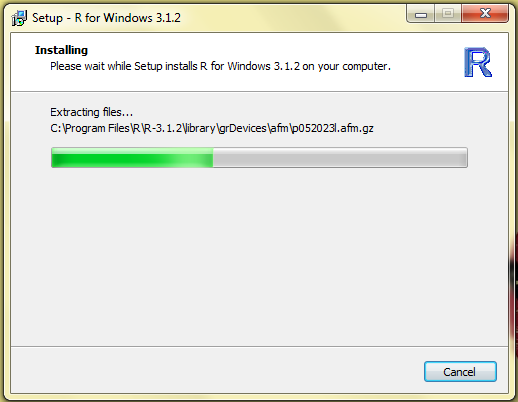 Setup - R for Windows 3.1.2
Installing
Please wait while Setup installs R for Windows 3.1.2 on your computer.
R
Extracting files...
C:\Program Files\R\R-3.1.2\library\grDevices\afm\p052023l.afm.gz
Cancel